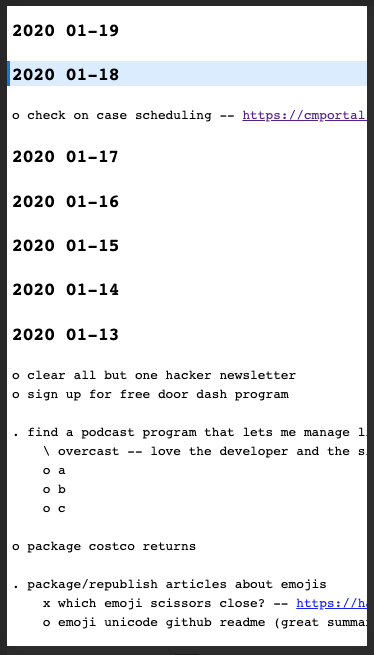 2020 01-19
2020 01-18
o check on case scheduling -- https://cmportal.
2020 01-17
2020 01-16
2020 01-15
2020 01-14
2020 01-13
o clear all but one hacker newsletter
o sign up for free door dash program
. find a podcast program that lets me manage
\ overcast -- love the developer and the
o a
o b
o c
o package costco returns
. package/republish articles about emojis
x which emoji scissors close? -- https://ha
o emoji unicode github readme (great summa